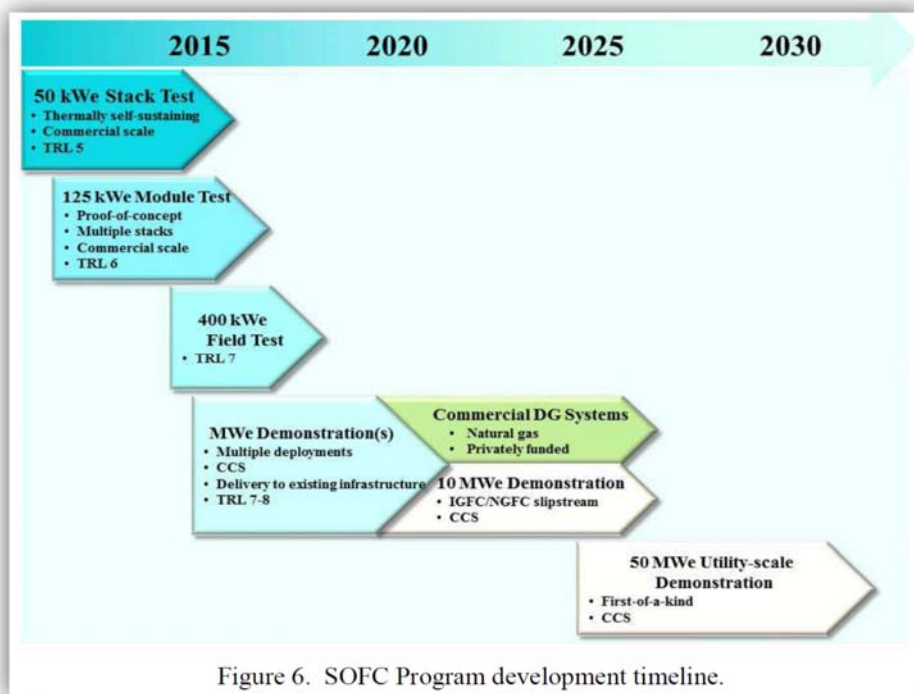 2015 2020 2025 2030
50 kWe Stack Test
• Thermally self-sustaining
• Commercial scale
• TRL 5
125 kWe Module Test
• Proof-of-concept
• Multiple stacks
• Commercial scale
• TRL 6
400 kWe
Field Test
• TRL 7
MWe Demonstration(s)
• Multiple deployments
• CCS
• Delivery to existing infrastructure
• TRL 7-8
Commercial DG Systems
• Natural gas
• Privately funded
10 MWe Demonstration
• IGFC/NGFC slipstream
• CCS
50 MWe Utility-scale
Demonstration
• First-of-a-kind
• CCS
Figure 6. SOFC Program development timeline.